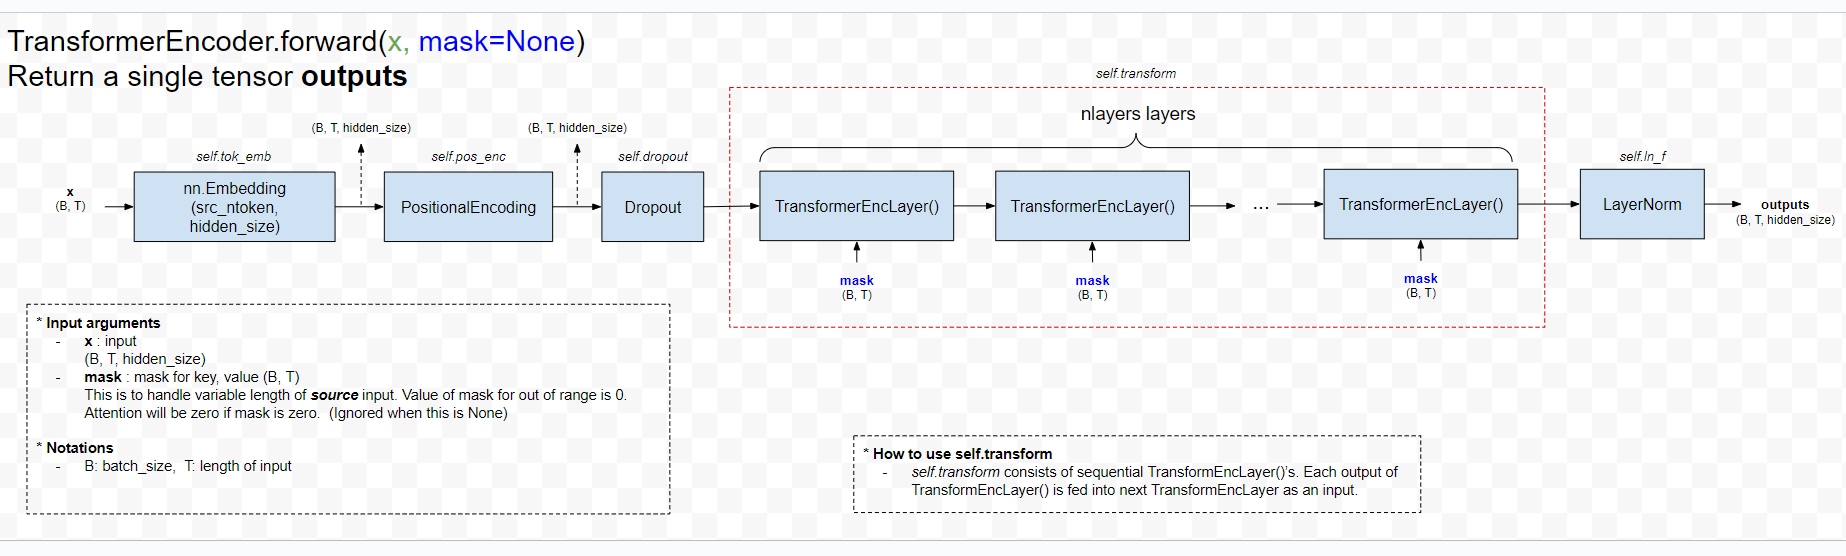 TransformerEncoder.forward(x, mask=None)
Return a single tensor outputs
self.transform
nlayers layers
(B, T, hidden_size)
(B, T, hidden_size)
self.tok_emb
self.pos_enc
self.dropout
self.ln_f
x
(B, T)
nn.Embedding
(src_ntoken,
hidden_size)
PositionalEncoding
Dropout
TransformerEncLayer()
TransformerEncLayer()
...
TransformerEncLayer()
LayerNorm
outputs
(B, T, hidden_size)
mask
(B, T)
mask
(B, T)
mask
(B, T)
* Input arguments
- x : input
(B, T, hidden_size)
- mask : mask for key, value (B, T)
This is to handle variable length of source input. Value of mask for out of range is 0.
Attention will be zero if mask is zero. (Ignored when this is None)
* Notations
- B: batch_size, T: length of input
* How to use self.transform
- self.transform consists of sequential TransformEncLayer()'s. Each output of
TransformEncLayer() is fed into next TransformEncLayer as an input.